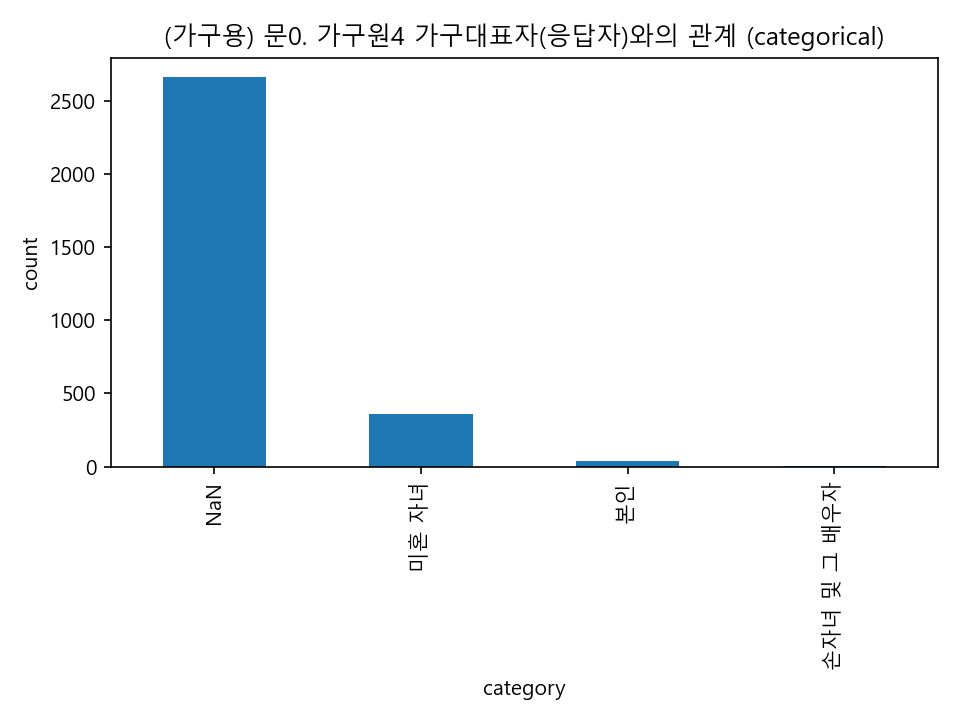 (가구용) 문0. 가구원4 가구대표자(응답자)와의 관계 (categorical)
count
2500
2000
1500
1000
500
0
NaN
미혼 자녀
본인
손자녀 및 그 배우자
category